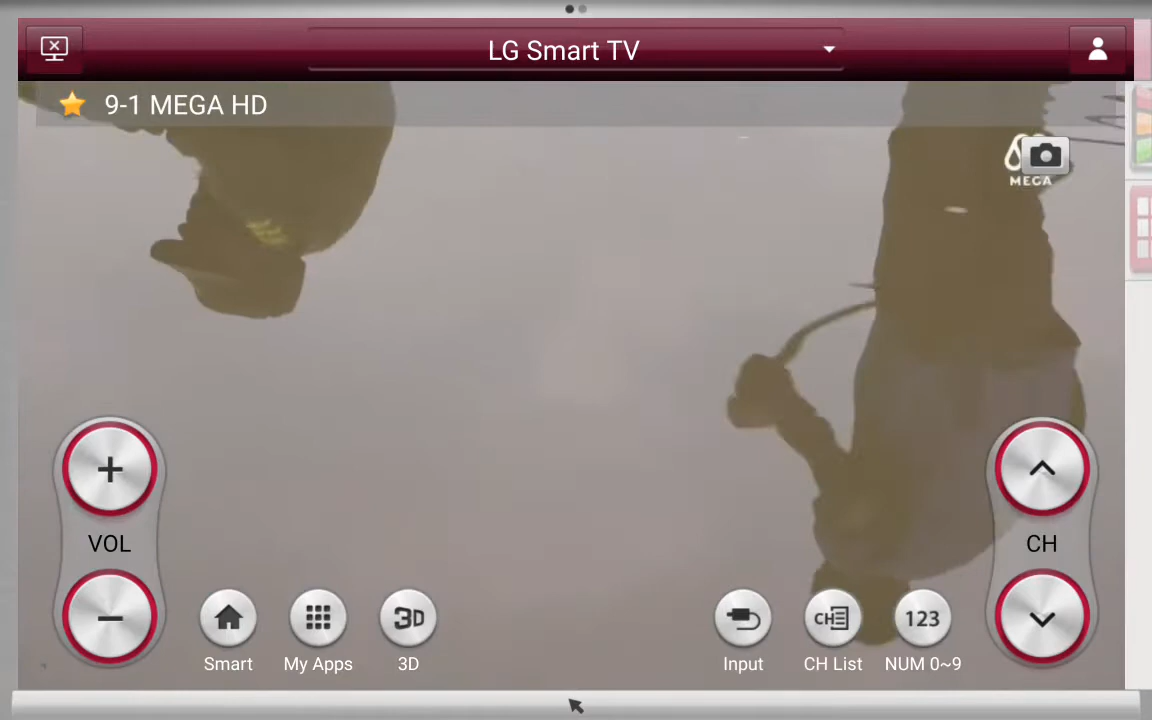 LG Smart TV
9-1 MEGA HD
MEGA
VOL
CH
3D
CH
123
Smart
My Apps
3D
Input
CH List
NUM 0~9